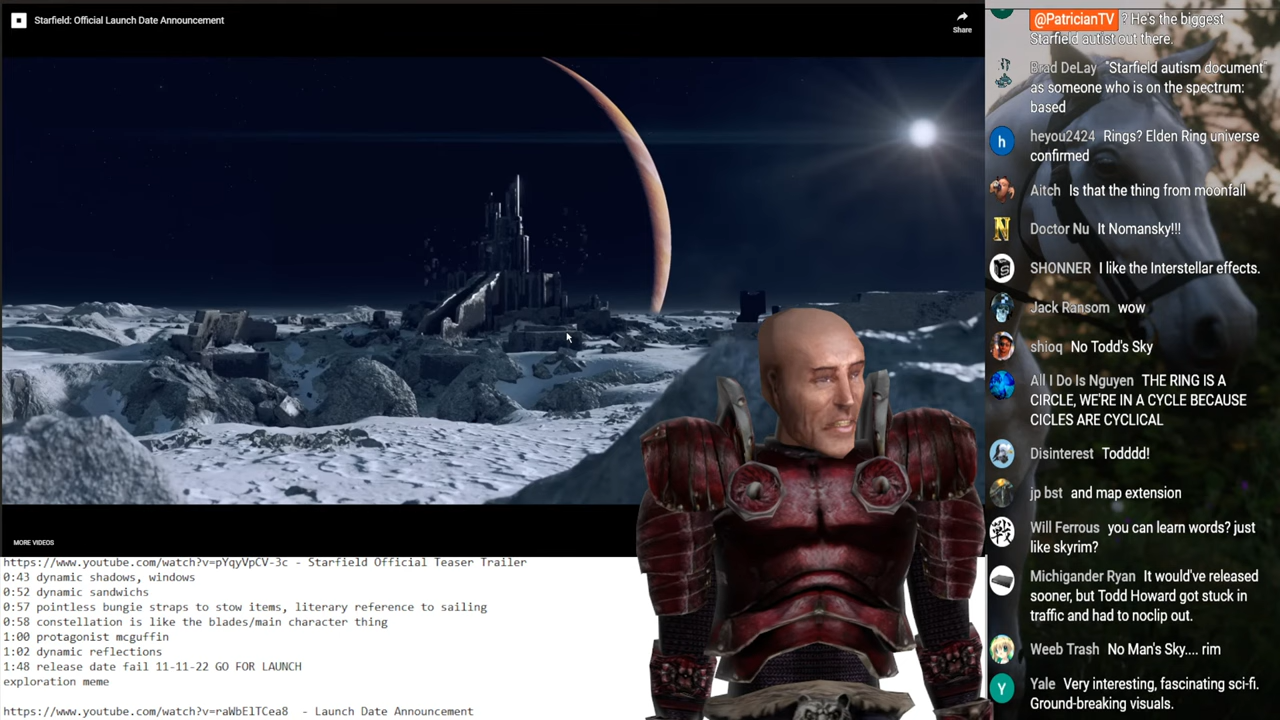 Starfield: Official Launch Date Announcement
Share
MORE VIDEOS
https://www.youtube.com/watch?v=pYqyVpCV-3c - Starfield Official Teaser Trailer
0:43 dynamic shadows, windows
0:52 dynamic sandwichs
0:57 pointless bungie straps to stow items, literary reference to sailing
0:58 constellation is like the blades/main character thing
1:00 protagonist mcguffin
1:02 dynamic reflections
1:48 release date fail 11-11-22 GO FOR LAUNCH
exploration meme
https://www.youtube.com/watch?v=raWbElTCea8 - Launch Date Announcement
@PatricianTV ? He's the biggest
Starfield autist out there.
Brad DeLay "Starfield autism document"
as someone who is on the spectrum:
based
h heyou2424 Rings? Elden Ring universe
confirmed
Aitch Is that the thing from moonfall
N Doctor Nu It Nomansky!!!
S SHONNER I like the Interstellar effects.
Jack Ransom wow
shioq No Todd's Sky
All I Do Is Nguyen THE RING IS A
CIRCLE, WE'RE IN A CYCLE BECAUSE
CICLES ARE CYCLICAL
Disinterest Todddd!
jp bst and map extension
戰 Will Ferrous you can learn words? just
like skyrim?
Michigander Ryan It would've released
sooner, but Todd Howard got stuck in
traffic and had to noclip out.
Weeb Trash No Man's Sky.... rim
Y Yale Very interesting, fascinating sci-fi.
Ground-breaking visuals.